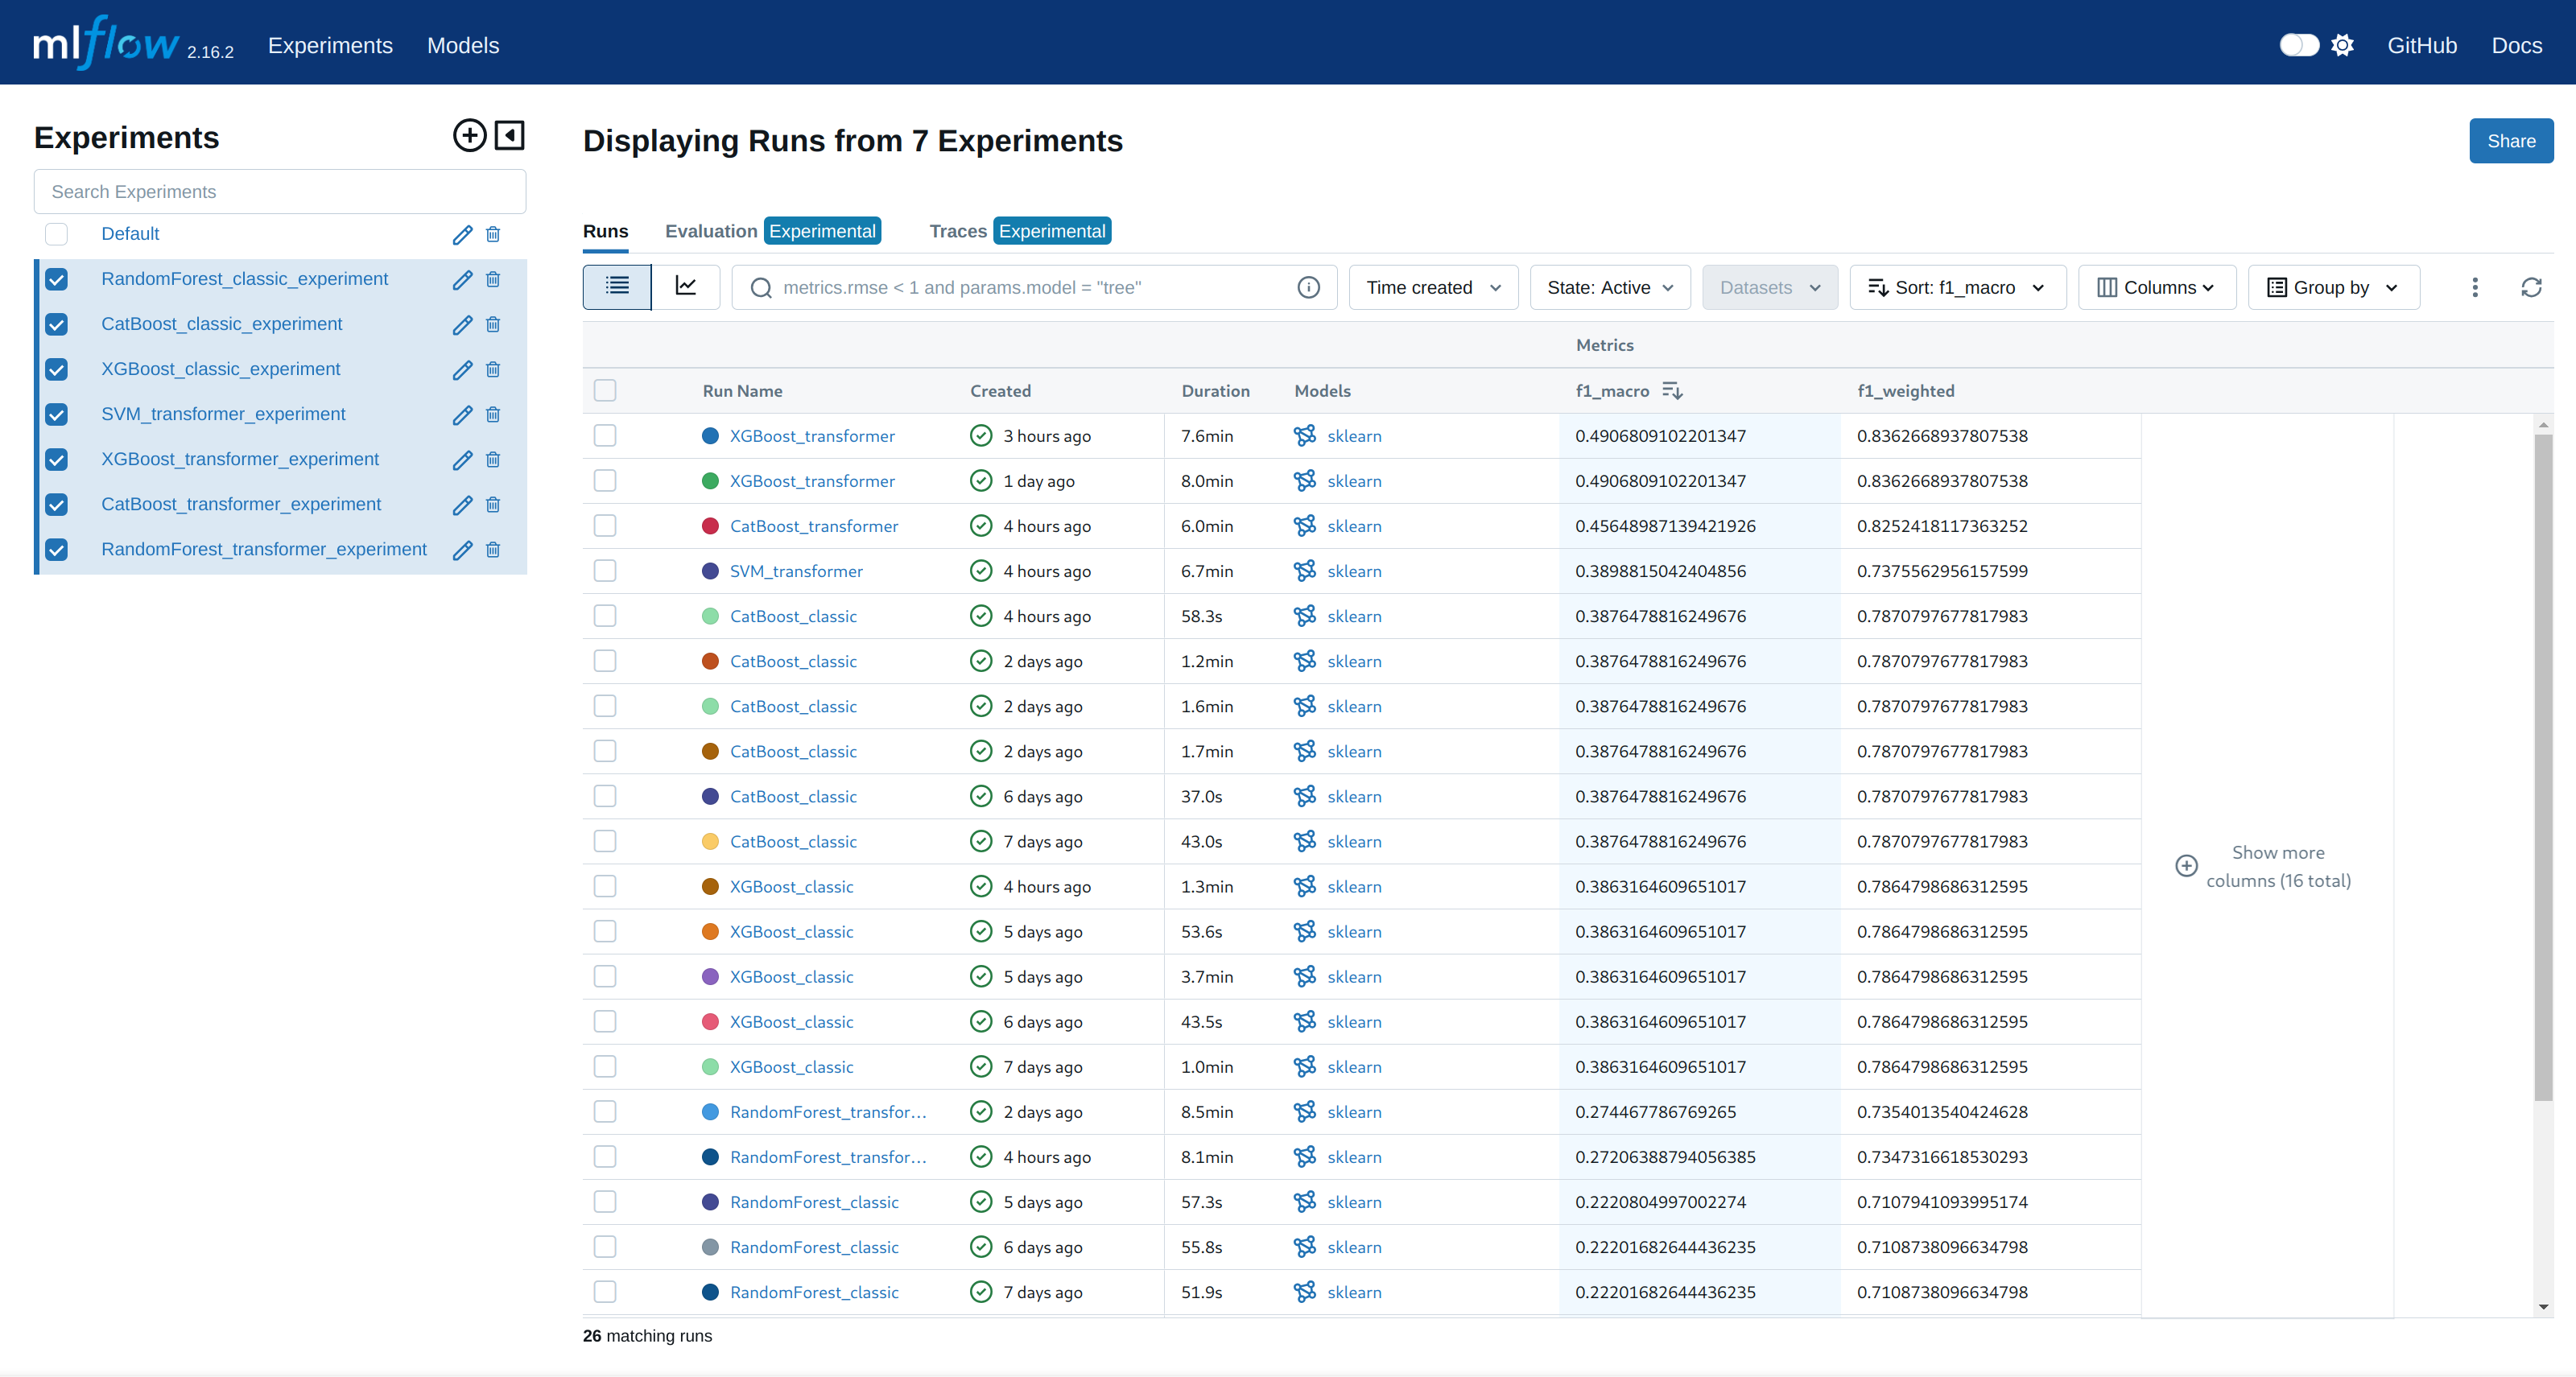 mlflow 2.16.2 Experiments Models GitHub Docs
Experiments
Search Experiments
Default
RandomForest_classic_experiment
CatBoost_classic_experiment
XGBoost_classic_experiment
SVM_transformer_experiment
XGBoost_transformer_experiment
CatBoost_transformer_experiment
RandomForest_transformer_experiment
Displaying Runs from 7 Experiments
Share
Runs Evaluation Experimental Traces Experimental
metrics.rmse < 1 and params.model = "tree" Time created State: Active Datasets Sort: f1_macro Columns Group by
Metrics
Run Name Created Duration Models f1_macro f1_weighted
XGBoost_transformer 3 hours ago 7.6min sklearn 0.4906809102201347 0.8362668937807538
XGBoost_transformer 1 day ago 8.0min sklearn 0.4906809102201347 0.8362668937807538
CatBoost_transformer 4 hours ago 6.0min sklearn 0.45648987139421926 0.8252418117363252
SVM_transformer 4 hours ago 6.7min sklearn 0.3898815042404856 0.7375562956157599
CatBoost_classic 4 hours ago 58.3s sklearn 0.3876478816249676 0.7870797677817983
CatBoost_classic 2 days ago 1.2min sklearn 0.3876478816249676 0.7870797677817983
CatBoost_classic 2 days ago 1.6min sklearn 0.3876478816249676 0.7870797677817983
CatBoost_classic 2 days ago 1.7min sklearn 0.3876478816249676 0.7870797677817983
CatBoost_classic 6 days ago 37.0s sklearn 0.3876478816249676 0.7870797677817983
CatBoost_classic 7 days ago 43.0s sklearn 0.3876478816249676 0.7870797677817983
XGBoost_classic 4 hours ago 1.3min sklearn 0.3863164609651017 0.7864798686312595
XGBoost_classic 5 days ago 53.6s sklearn 0.3863164609651017 0.7864798686312595
XGBoost_classic 5 days ago 3.7min sklearn 0.3863164609651017 0.7864798686312595
XGBoost_classic 6 days ago 43.5s sklearn 0.3863164609651017 0.7864798686312595
XGBoost_classic 7 days ago 1.0min sklearn 0.3863164609651017 0.7864798686312595
RandomForest_transfor... 2 days ago 8.5min sklearn 0.274467786769265 0.7354013540424628
RandomForest_transfor... 4 hours ago 8.1min sklearn 0.27206388794056385 0.7347316618530293
RandomForest_classic 5 days ago 57.3s sklearn 0.2220804997002274 0.7107941093995174
RandomForest_classic 6 days ago 55.8s sklearn 0.22201682644436235 0.7108738096634798
RandomForest_classic 7 days ago 51.9s sklearn 0.22201682644436235 0.7108738096634798
Show more
columns (16 total)
26 matching runs